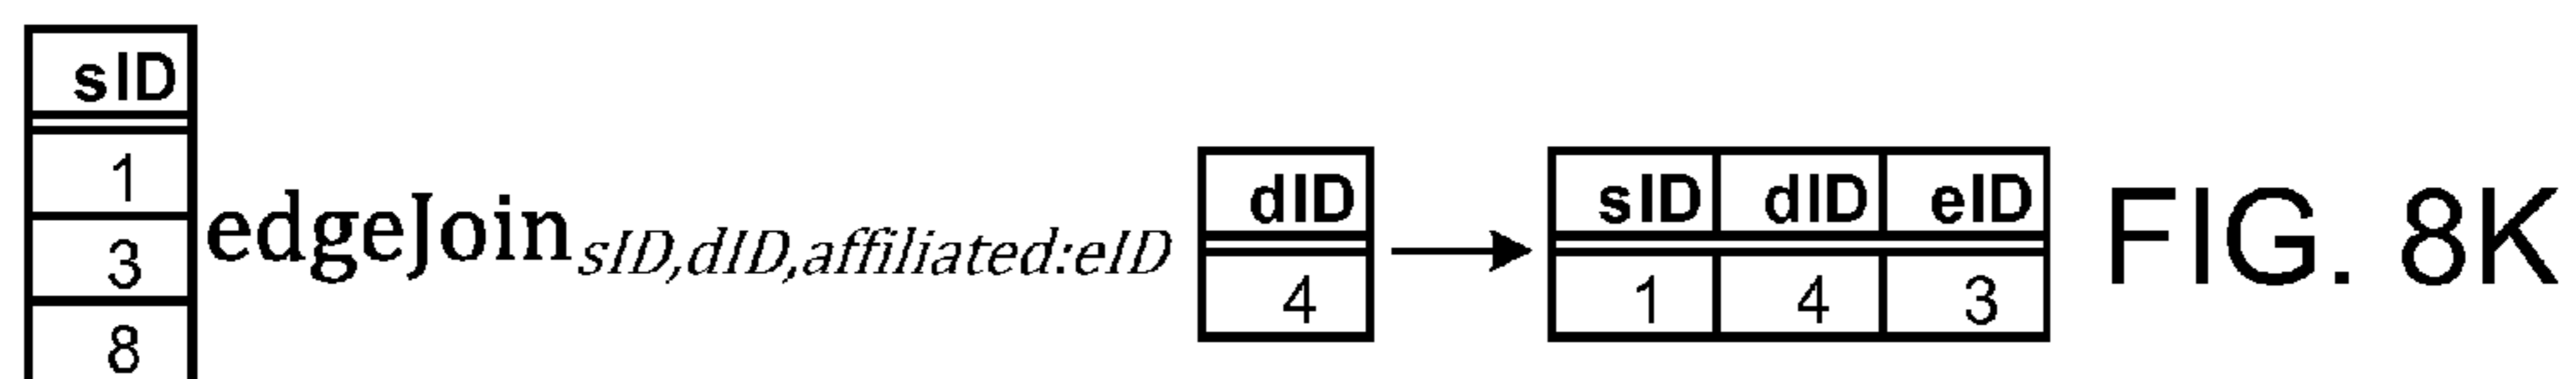 sID
1
3
8
edgeJoin sID,dID,affiliated:eID
dID
4
sID dID eID
1 4 3
FIG. 8K